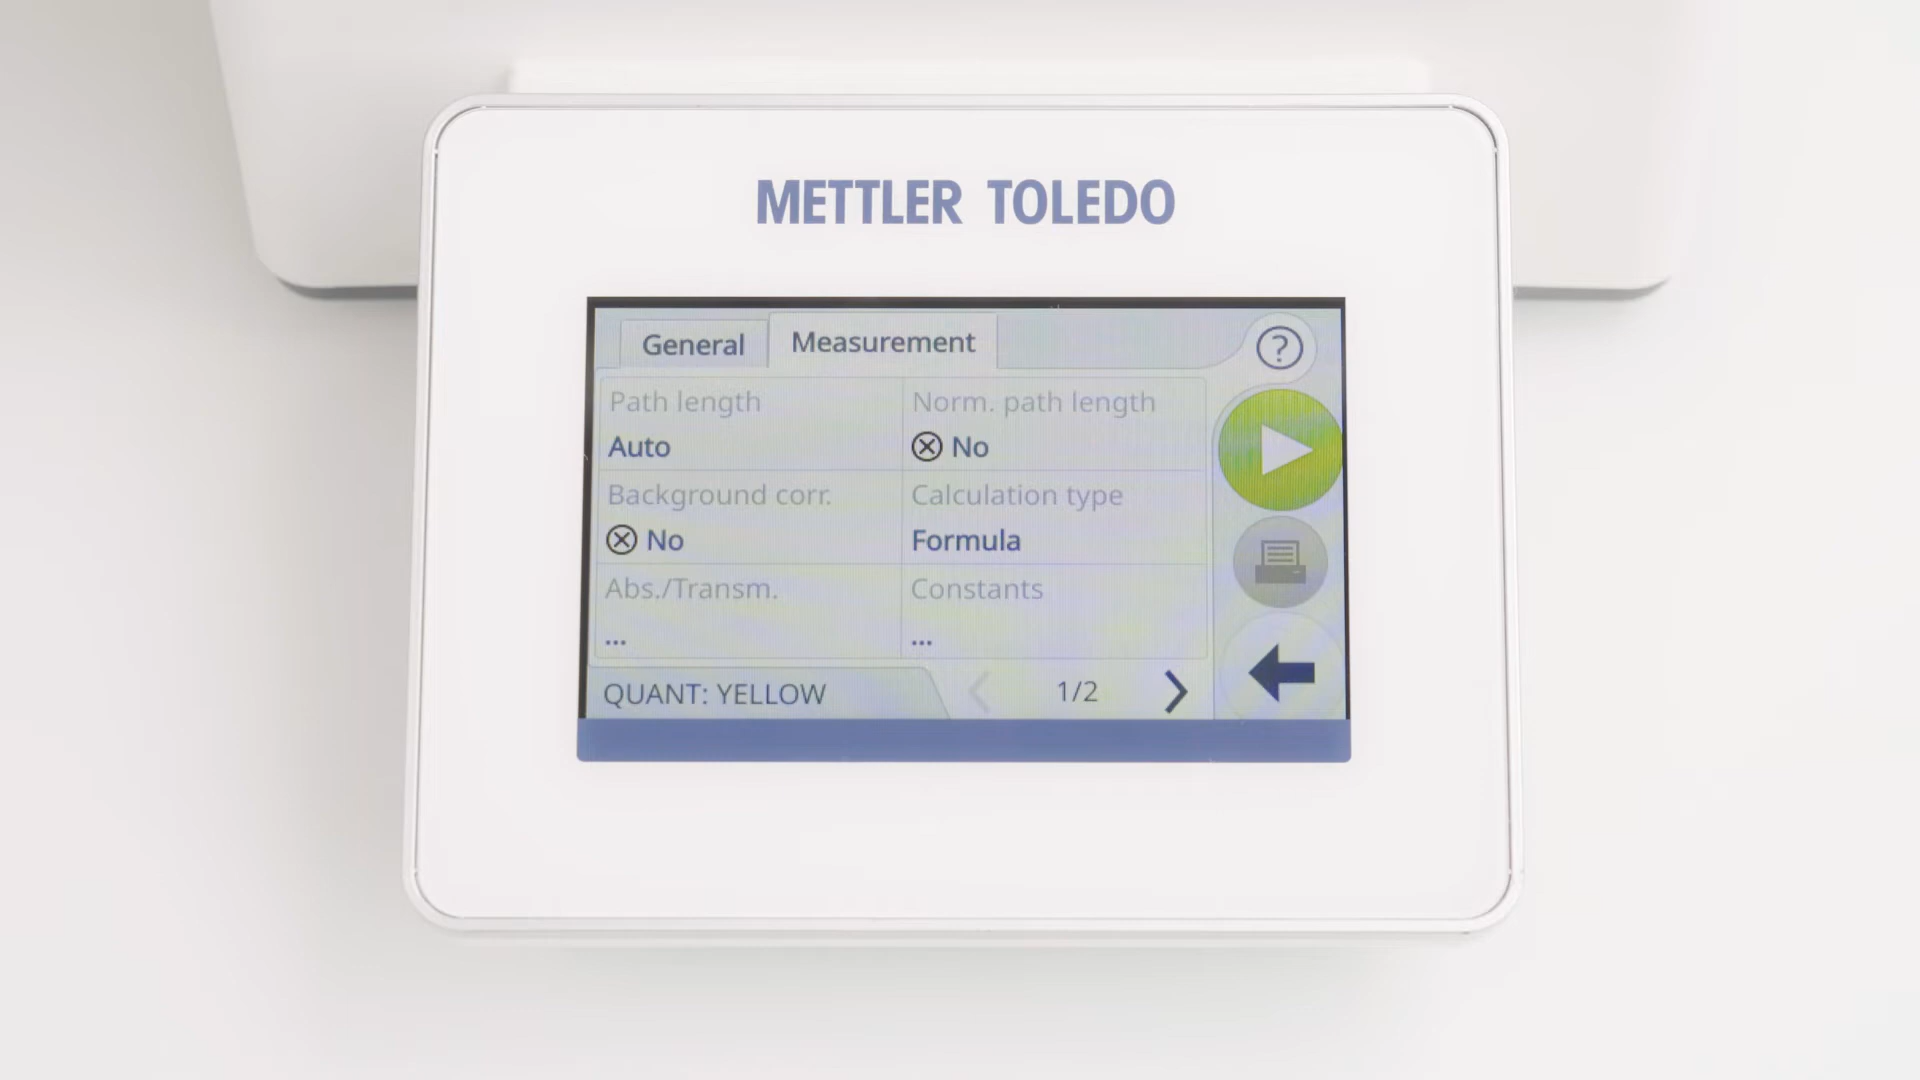 METTLER TOLEDO
General Measurement ?
Path length Norm. path length
Auto No
Background corr. Calculation type
No Formula
Abs./Transm. Constants
... ...
QUANT: YELLOW 1/2